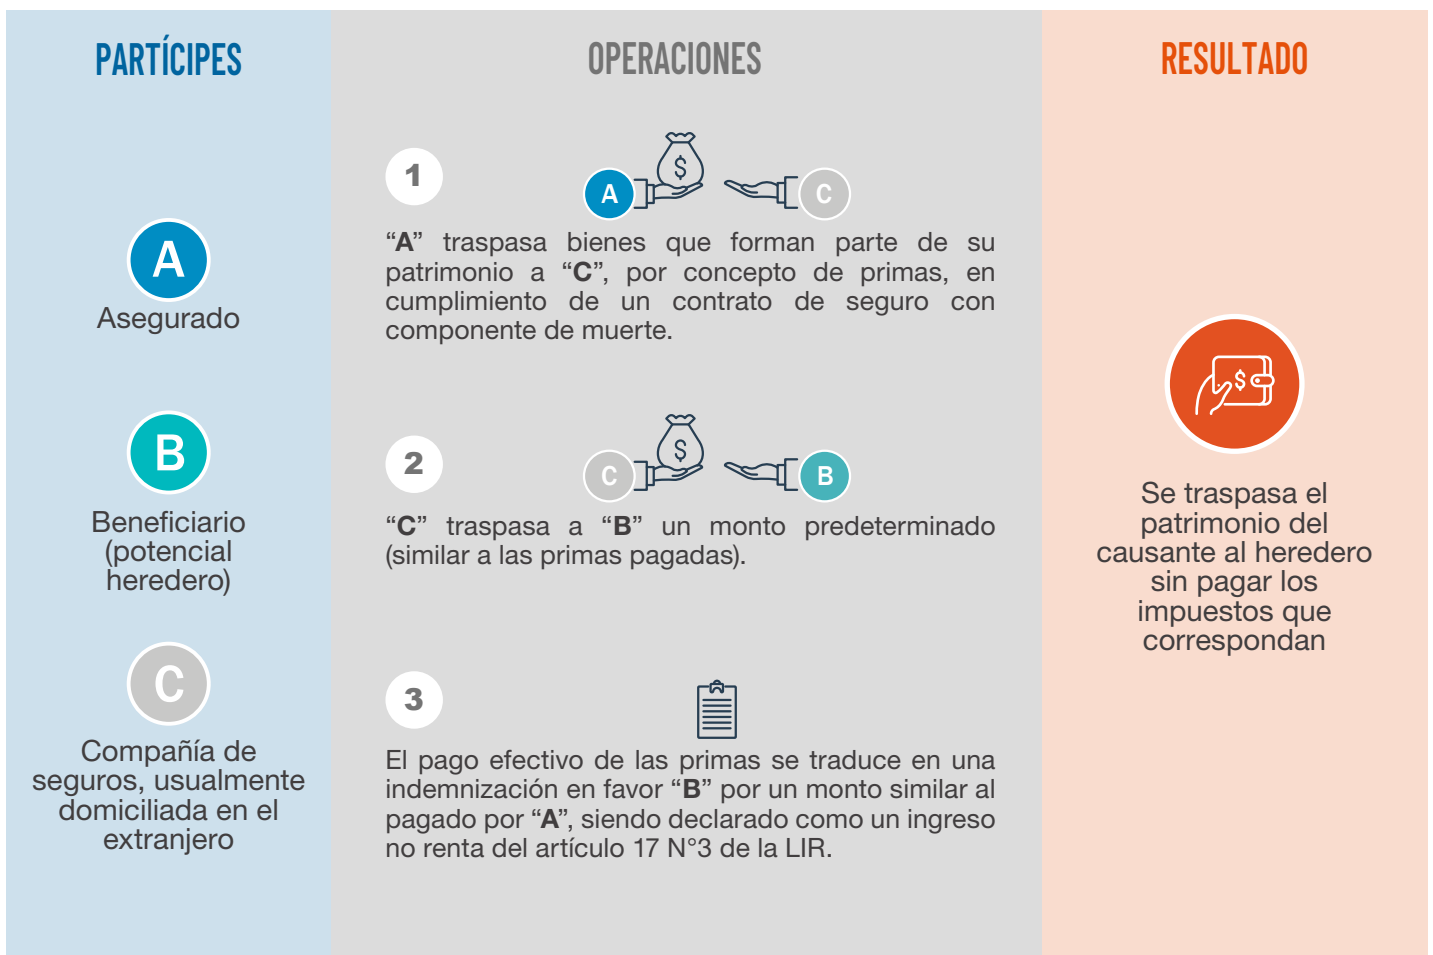 PARTÍCIPES
A
Asegurado
B
Beneficiario
(potencial
heredero)
C
Compañía de
seguros, usualmente
domiciliada en el
extranjero
OPERACIONES
1
A
$
C
“A” traspasa bienes que forman parte de su
patrimonio a “C”, por concepto de primas, en
cumplimiento de un contrato de seguro con
componente de muerte.
2
C
$
B
“C” traspasa a “B” un monto predeterminado
(similar a las primas pagadas).
3
El pago efectivo de las primas se traduce en una
indemnización en favor “B” por un monto similar al
pagado por “A”, siendo declarado como un ingreso
no renta del artículo 17 N°3 de la LIR.
RESULTADO
$
Se traspasa el
patrimonio del
causante al heredero
sin pagar los
impuestos que
correspondan